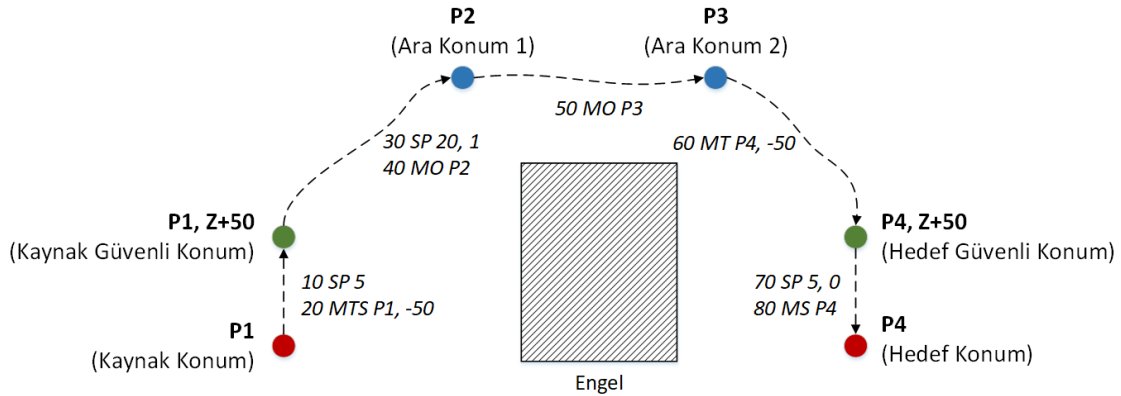 P2
(Ara Konum 1)
P3
(Ara Konum 2)
50 MO P3
30 SP 20, 1
40 MO P2
60 MT P4, -50
P1, Z+50
(Kaynak Güvenli Konum)
P4, Z+50
(Hedef Güvenli Konum)
10 SP 5
20 MTS P1, -50
70 SP 5, 0
80 MS P4
P1
(Kaynak Konum)
P4
(Hedef Konum)
Engel